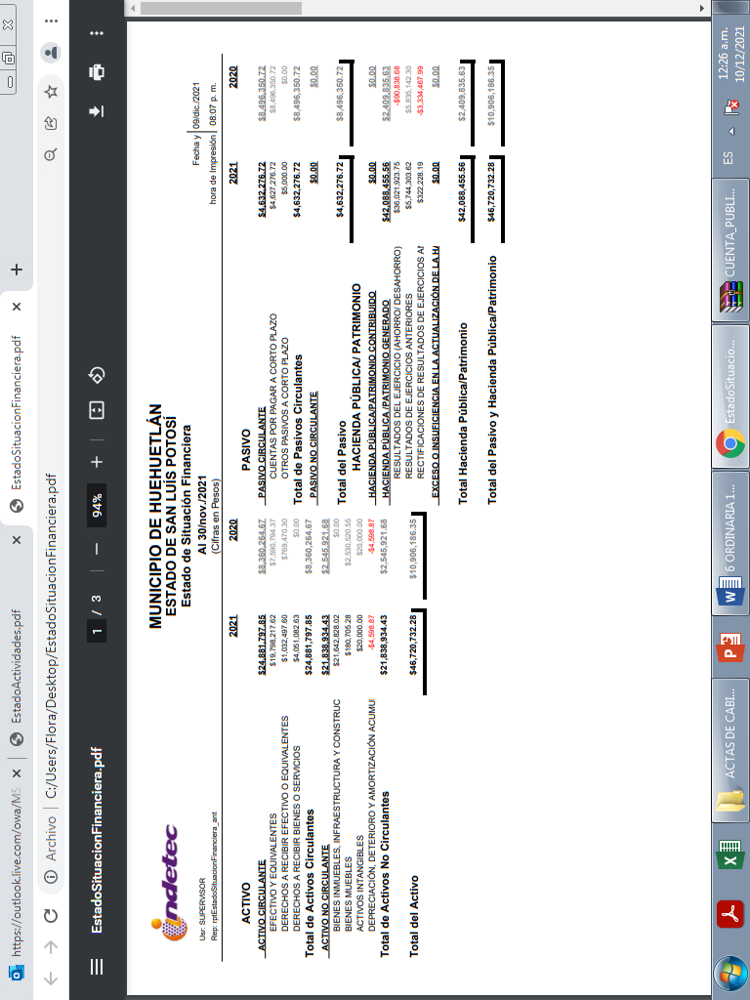 https://outlook.live.com/owa/MS
EstadoActividades.pdf
EstadoSituacionFinanciera.pdf
Archivo | C:/Users/Flora/Desktop/EstadoSituacionFinanciera.pdf
EstadoSituacionFinanciera.pdf
1 / 3
94%
indetec
MUNICIPIO DE HUEHUETLÁN
ESTADO DE SAN LUÍS POTOSÍ
Estado de Situación Financiera
Al 30/nov./2021
(Cifras en Pesos)
Usr: SUPERVISOR
Rep: rptEstadoSituacionFinanciera_ant
Fecha y 09/dic./2021
hora de Impresión 08:07 p. m.
ACTIVO 2021 2020
ACTIVO CIRCULANTE $24,881,797.85 $8,360,264.67
EFECTIVO Y EQUIVALENTES $19,798,217.62 $7,590,794.37
DERECHOS A RECIBIR EFECTIVO O EQUIVALENTES $1,032,497.60 $769,470.30
DERECHOS A RECIBIR BIENES O SERVICIOS $4,051,082.63 $0.00
Total de Activos Circulantes $24,881,797.85 $8,360,264.67
ACTIVO NO CIRCULANTE $21,838,934.43 $2,545,921.68
BIENES INMUEBLES, INFRAESTRUCTURA Y CONSTRUC $21,642,828.02 $0.00
BIENES MUEBLES $180,705.28 $2,530,520.55
ACTIVOS INTANGIBLES $20,000.00 $20,000.00
DEPRECIACIÓN, DETERIORO Y AMORTIZACIÓN ACUMUI -$4,598.87 -$4,598.87
Total de Activos No Circulantes $21,838,934.43 $2,545,921.68
Total del Activo $46,720,732.28 $10,906,186.35
PASIVO 2021 2020
PASIVO CIRCULANTE $4,632,276.72 $8,496,350.72
CUENTAS POR PAGAR A CORTO PLAZO $4,627,276.72 $8,496,350.72
OTROS PASIVOS A CORTO PLAZO $5,000.00 $0.00
Total de Pasivos Circulantes $4,632,276.72 $8,496,350.72
PASIVO NO CIRCULANTE $0.00 $0.00
Total del Pasivo $4,632,276.72 $8,496,350.72
HACIENDA PÚBLICA/ PATRIMONIO
HACIENDA PÚBLICA/PATRIMONIO CONTRIBUIDO $0.00 $0.00
HACIENDA PÚBLICA /PATRIMONIO GENERADO $42,088,455.56 $2,409,835.63
RESULTADOS DEL EJERCICIO (AHORRO/ DESAHORRO) $36,021,923.75 -$90,838.68
RESULTADOS DE EJERCICIOS ANTERIORES $5,744,303.62 $5,835,142.30
RECTIFICACIONES DE RESULTADOS DE EJERCICIOS AI $322,228.19 -$3,334,467.99
EXCESO O INSUFICIENCIA EN LA ACTUALIZACIÓN DE LA H/ $0.00 $0.00
Total Hacienda Pública/Patrimonio $42,088,455.56 $2,409,835.63
Total del Pasivo y Hacienda Pública/Patrimonio $46,720,732.28 $10,906,186.35
ACTAS DE CABI...
6 ORDINARIA 1...
EstadoSituacio...
CUENTA_PUBLI...
ES
12:26 a.m.
10/12/2021